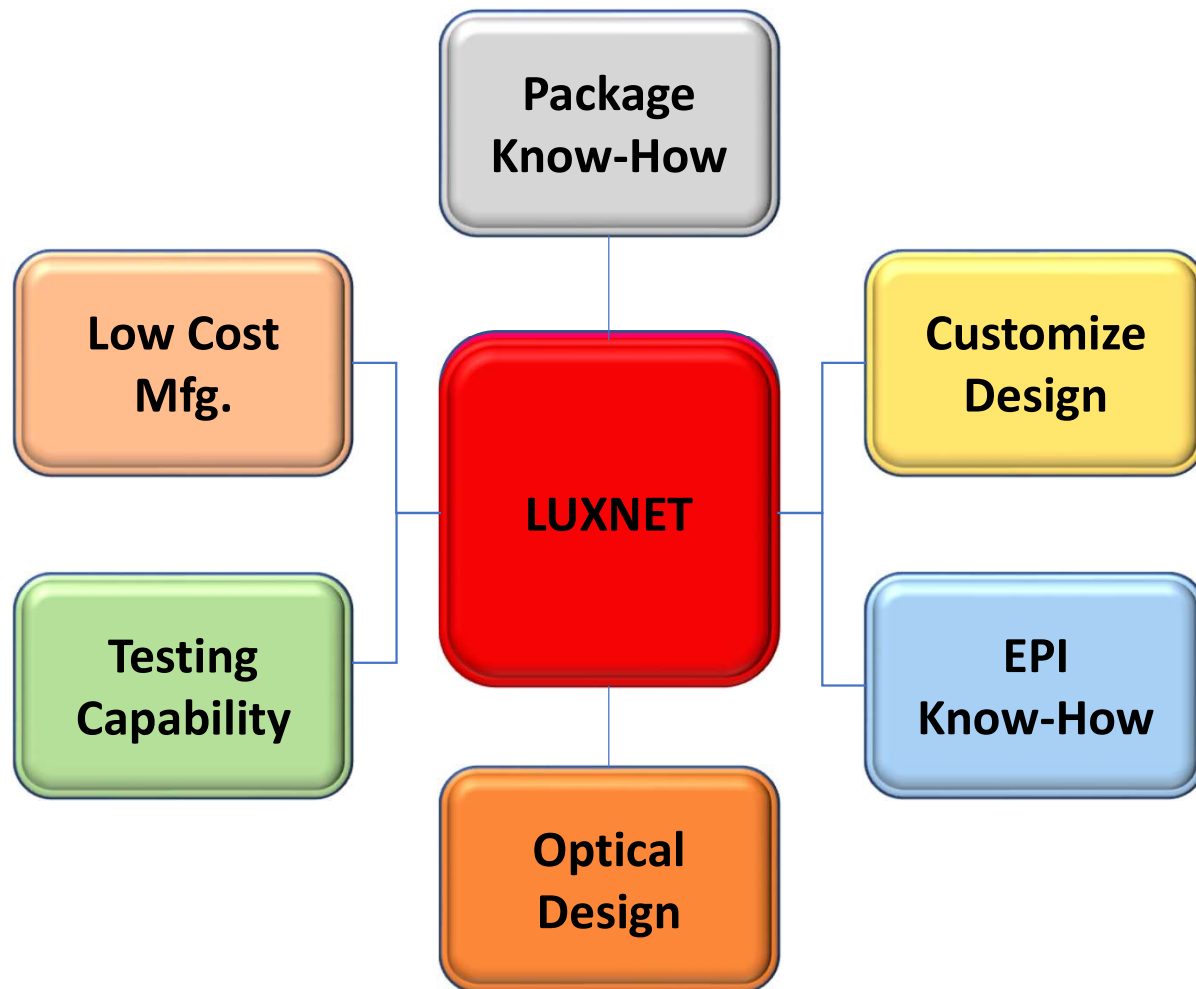 Package
Know-How
Low Cost
Mfg.
Customize
Design
LUXNET
Testing
Capability
EPI
Know-How
Optical
Design